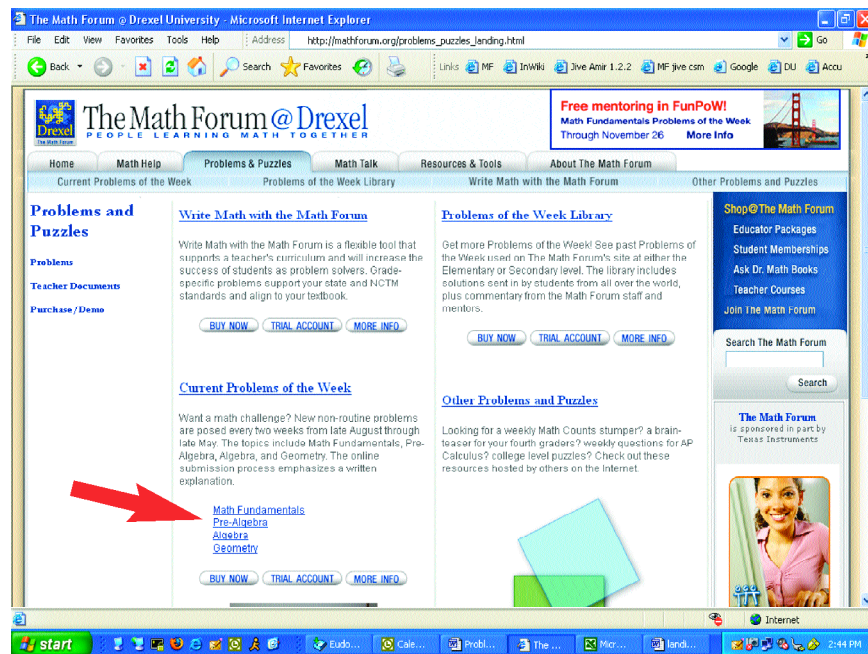 The Math Forum @ Drexel University - Microsoft Internet Explorer
File Edit View Favorites Tools Help Address http://mathforum.org/problems_puzzles_landing.html Go
Back Search Favorites Links MF InWiki Jive Amir 1.2.2 MF jive csm Google DU Accu
Drexel
The Math Forum
The Math Forum @ Drexel
PEOPLE LEARNING MATH TOGETHER
Free mentoring in FunPoW!
Math Fundamentals Problems of the Week
Through November 26 More Info
Home Math Help Problems & Puzzles Math Talk Resources & Tools About The Math Forum
Current Problems of the Week Problems of the Week Library Write Math with the Math Forum Other Problems and Puzzles
Problems and
Puzzles
Problems
Teacher Documents
Purchase/Demo
Write Math with the Math Forum
Write Math with the Math Forum is a flexible tool that
supports a teacher's curriculum and will increase the
success of students as problem solvers. Grade-
specific problems support your state and NCTM
standards and align to your textbook.
BUY NOW TRIAL ACCOUNT MORE INFO
Problems of the Week Library
Get more Problems of the Week! See past Problems of
the Week used on The Math Forum's site at either the
Elementary or Secondary level. The library includes
solutions sent in by students from all over the world,
plus commentary from the Math Forum staff and
mentors.
BUY NOW TRIAL ACCOUNT MORE INFO
Current Problems of the Week
Want a math challenge? New non-routine problems
are posed every two weeks from late August through
late May. The topics include Math Fundamentals, Pre-
Algebra, Algebra, and Geometry. The online
submission process emphasizes a written
explanation.
Math Fundamentals
Pre-Algebra
Algebra
Geometry
BUY NOW TRIAL ACCOUNT MORE INFO
Other Problems and Puzzles
Looking for a weekly Math Counts stumper? a brain-
teaser for your fourth graders? weekly questions for AP
Calculus? college level puzzles? Check out these
resources hosted by others on the Internet.
Shop@The Math Forum
Educator Packages
Student Memberships
Ask Dr. Math Books
Teacher Courses
Join The Math Forum
Search The Math Forum
Search
The Math Forum
is sponsored in part by
Texas Instruments
Internet
start Eudo... Cale... Probl... The ... Micr... landi... 2:44 PM